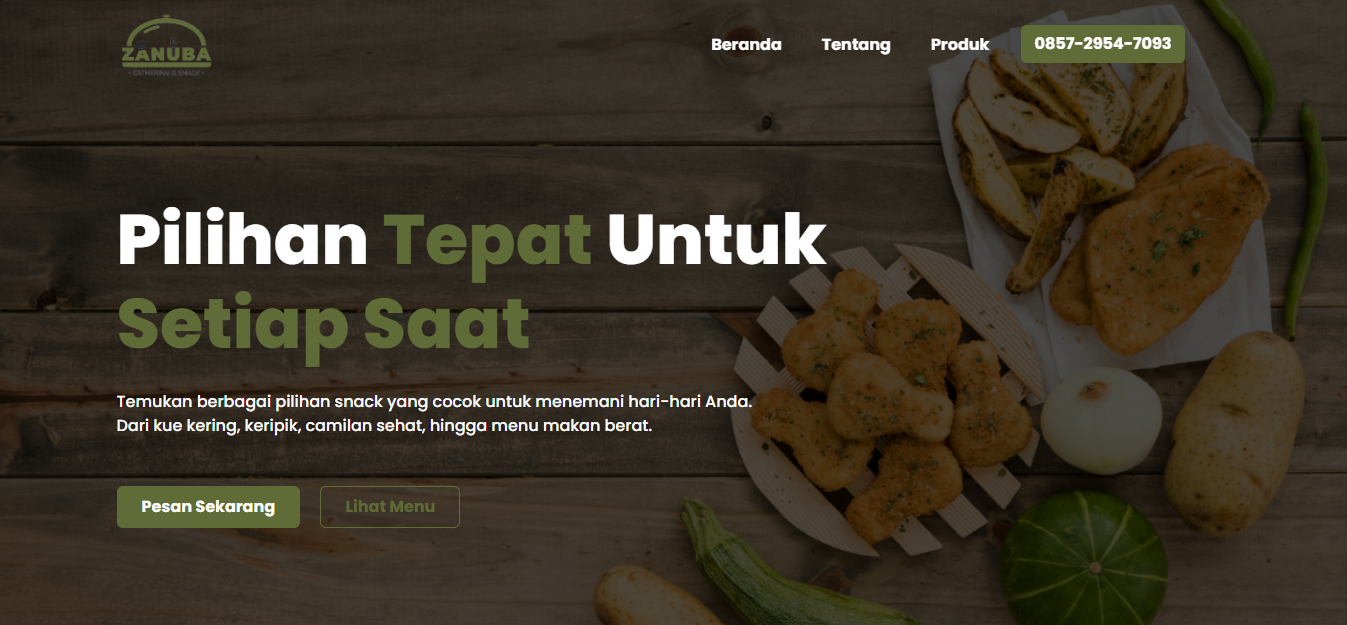 ZANUBA
• CATHERING & SNACK •
Beranda
Tentang
Produk
0857-2954-7093
Pilihan Tepat Untuk
Setiap Saat
Temukan berbagai pilihan snack yang cocok untuk menemani hari-hari Anda.
Dari kue kering, keripik, camilan sehat, hingga menu makan berat.
Pesan Sekarang
Lihat Menu